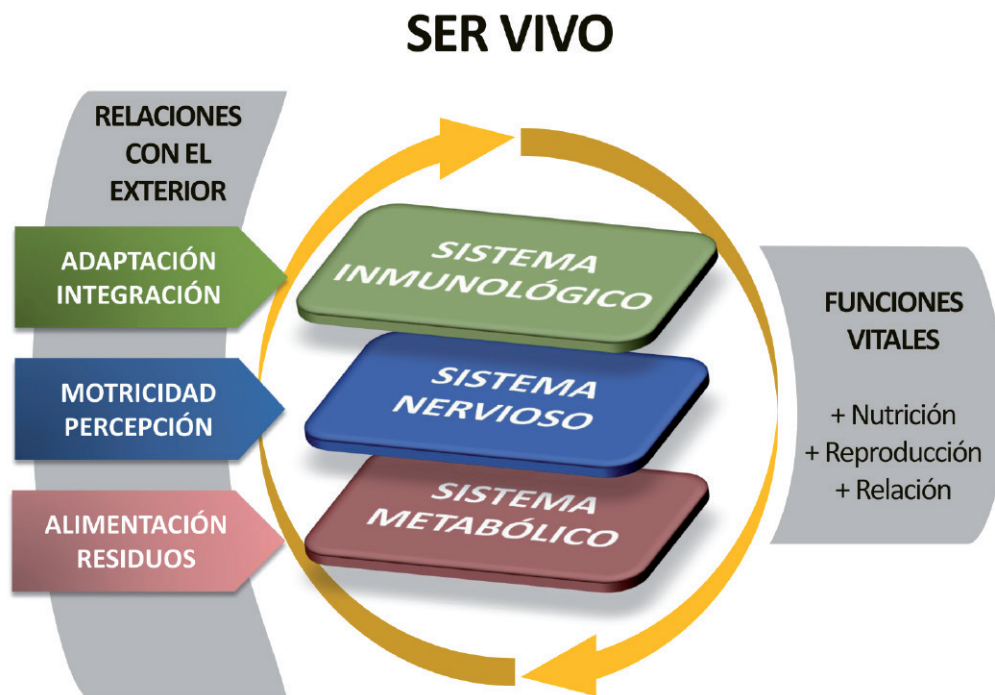 SER VIVO
RELACIONES
CON EL
EXTERIOR
ADAPTACIÓN
INTEGRACIÓN
MOTRICIDAD
PERCEPCIÓN
ALIMENTACIÓN
RESIDUOS
SISTEMA
INMUNOLÓGICO
SISTEMA
NERVIOSO
SISTEMA
METABÓLICO
FUNCIONES
VITALES
+ Nutrición
+ Reproducción
+ Relación